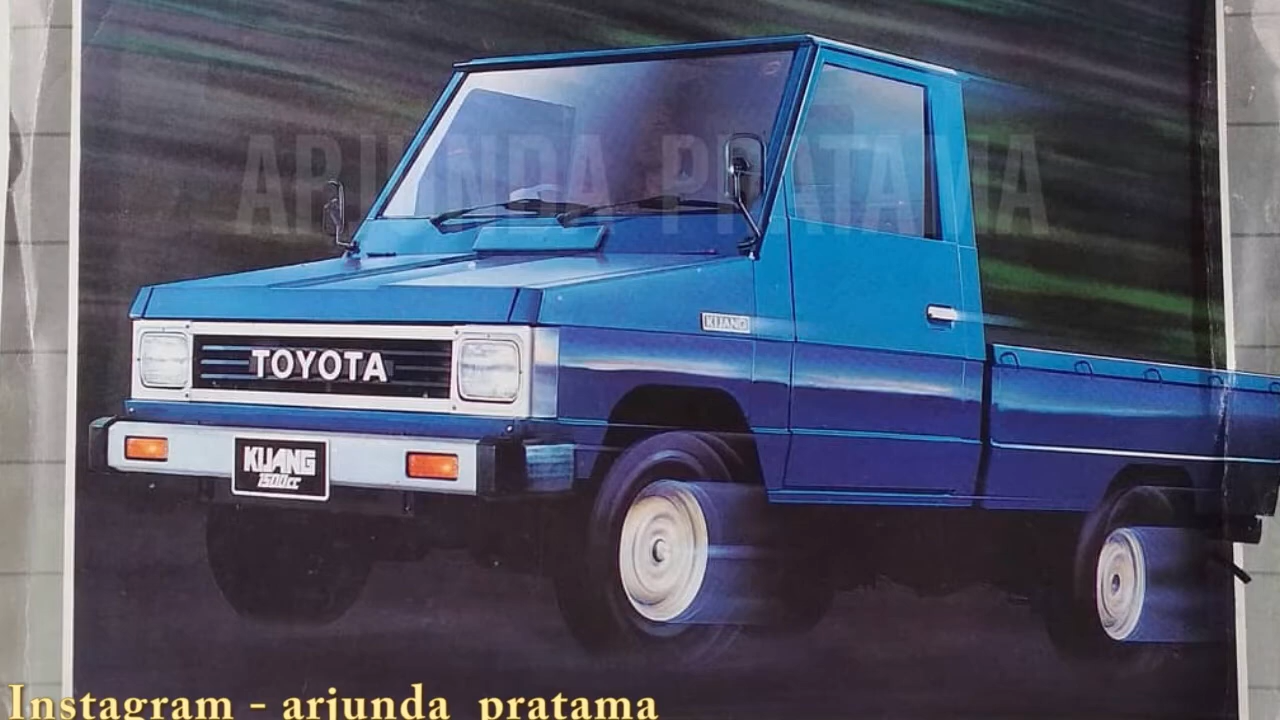 ARJUNDA PRATAMA
KIJANG
TOYOTA
KIJANG
1500cc
Instagram - arjunda_pratama